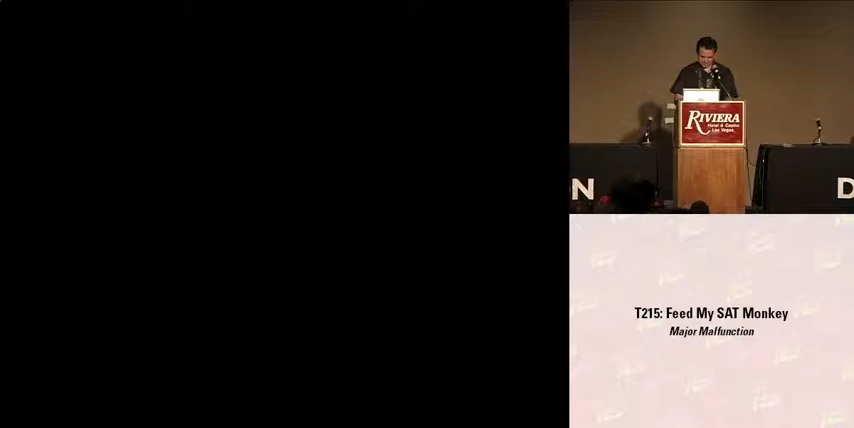 RIVIERA
Hotel & Casino
Las Vegas
N
D
T215: Feed My SAT Monkey
Major Malfunction